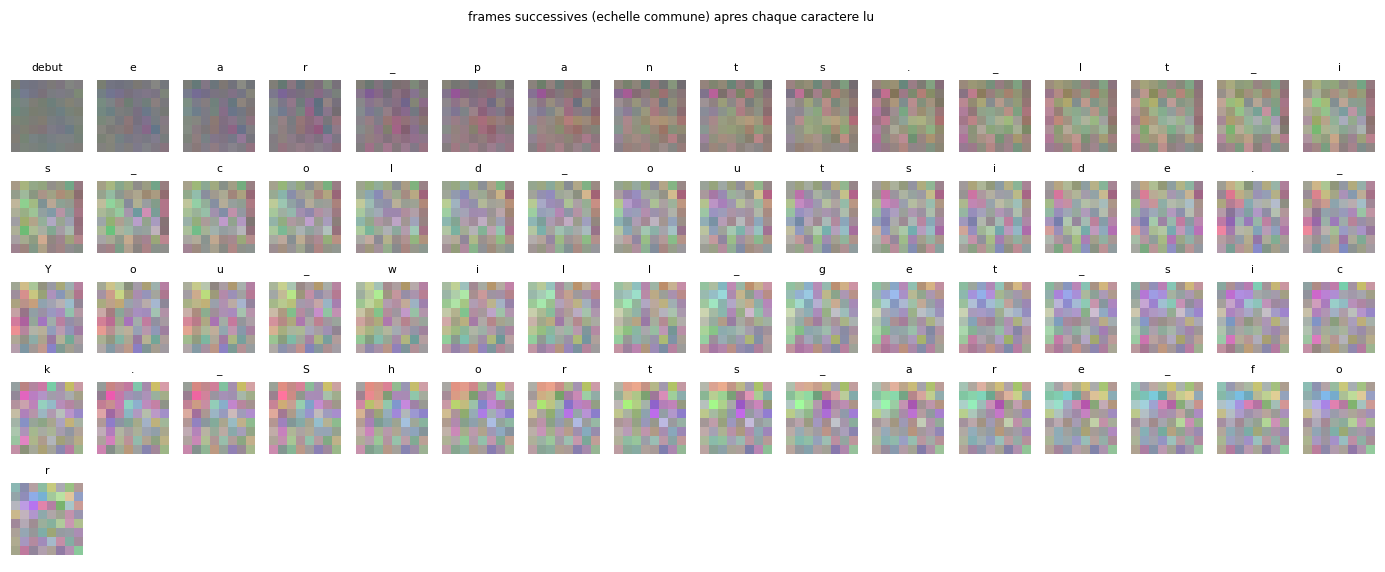 frames successives (echelle commune) apres chaque caractere lu
debut e a r _ p a n t s . _ I t _ i
s _ c o l d _ o u t s i d e . _
Y o u _ w i l l _ g e t _ s i c
k . _ S h o r t s _ a r e _ f o
r